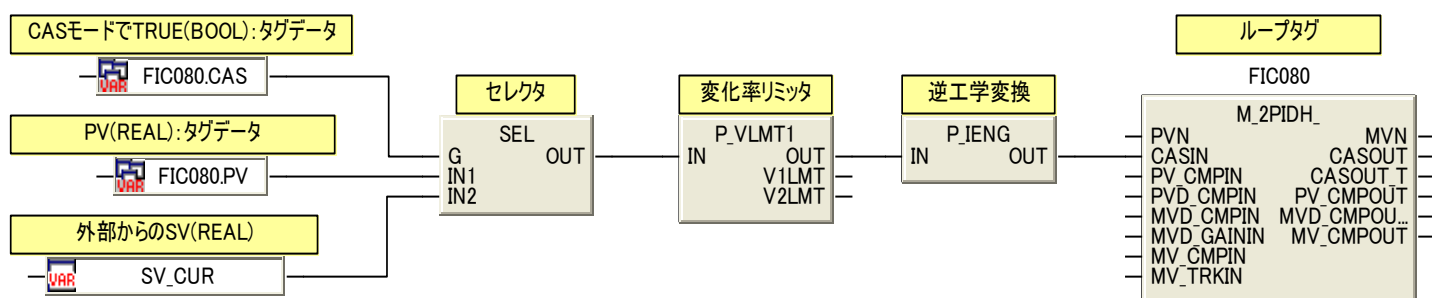 CASモードでTRUE(BOOL):タグデータ
VAR FIC080.CAS
PV(REAL):タグデータ
VAR FIC080.PV
外部からのSV(REAL)
VAR SV_CUR
セレクタ
SEL
G OUT
IN1
IN2
変化率リミッタ
P_VLMT1
IN OUT
V1LMT
V2LMT
逆工学変換
P_IENG
IN OUT
ループタグ
FIC080
M_2PIDH_
PVN MVN
CASIN CASOUT
PV_CMPIN CASOUT_T
PVD_CMPIN PV_CMPOUT
MVD_CMPIN MVD_CMPOU...
MVD_GAININ MV_CMPOUT
MV_CMPIN
MV_TRKIN